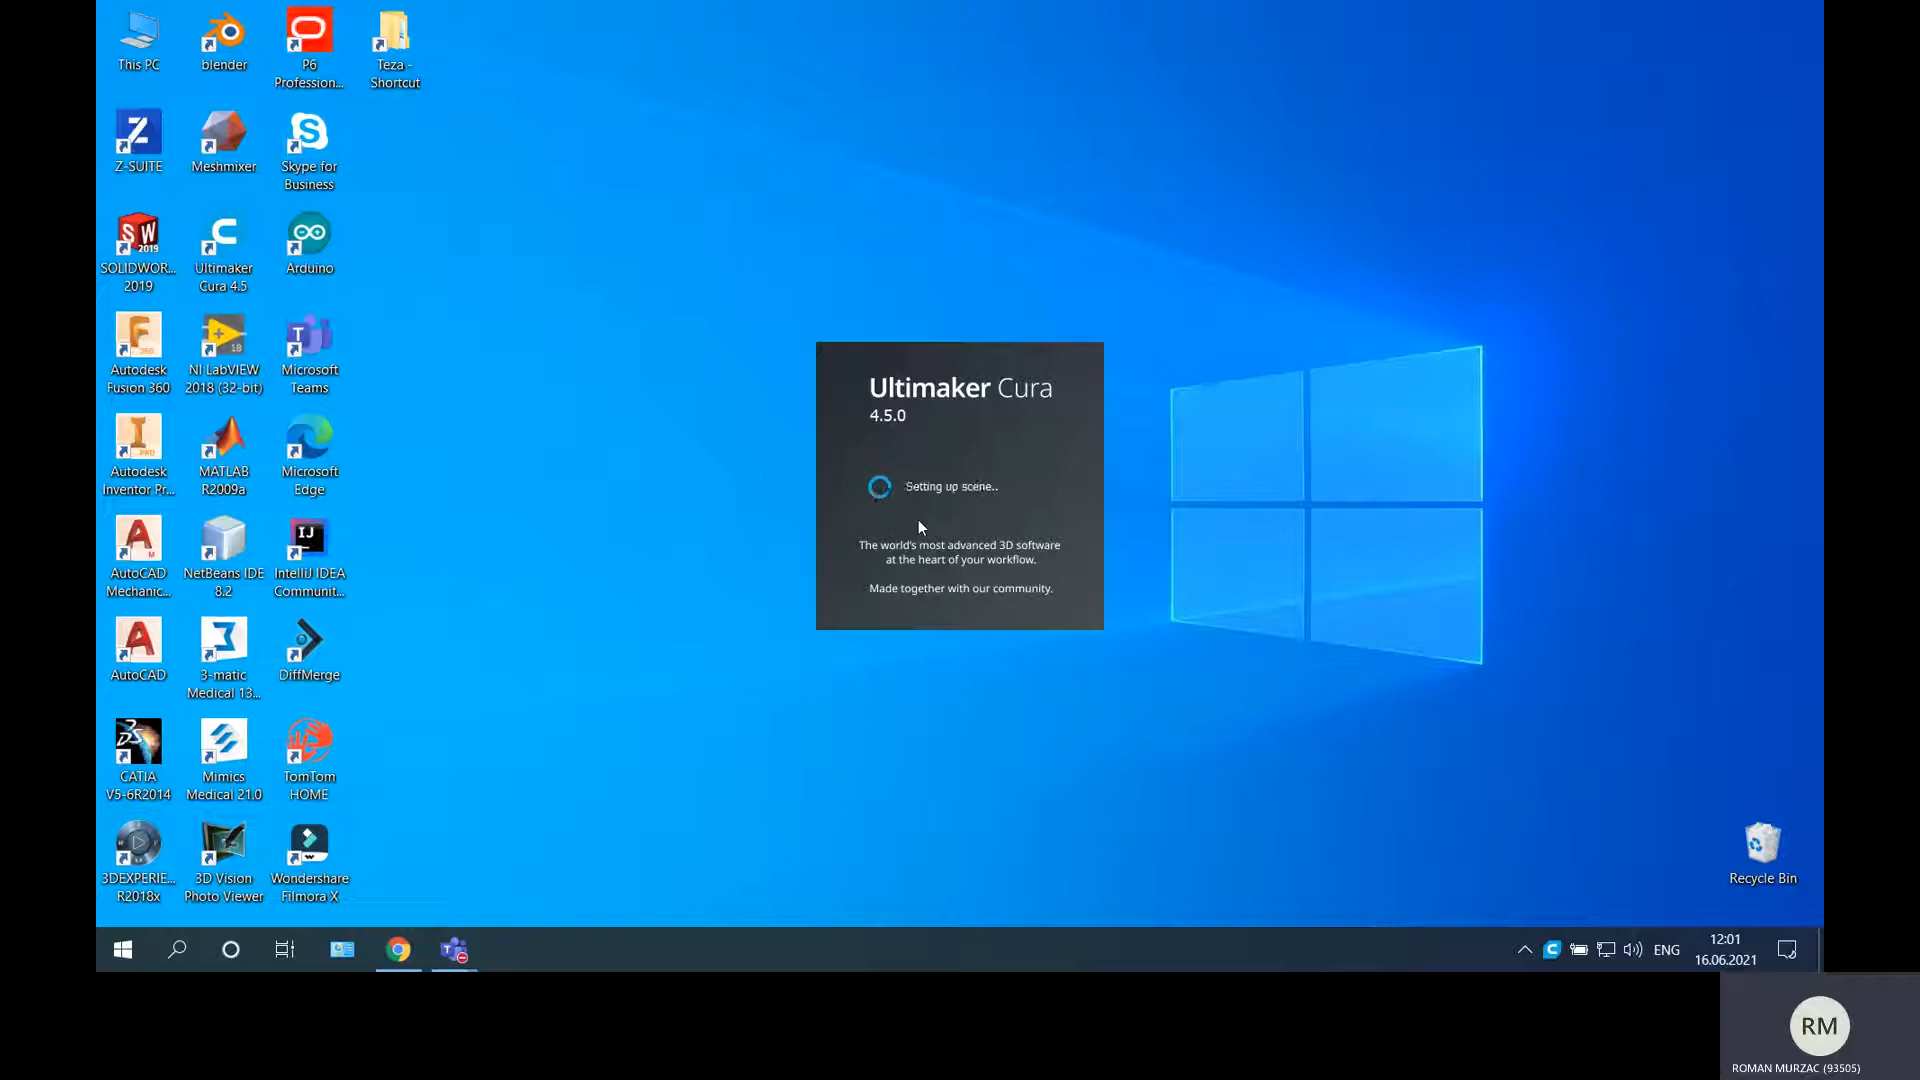 This PC
blender
P6
Profession...
Teza -
Shortcut
Z-SUITE
Meshmixer
Skype for
Business
SOLIDWOR...
2019
Ultimaker
Cura 4.5
Arduino
Autodesk
Fusion 360
NI LabVIEW
2018 (32-bit)
Microsoft
Teams
Autodesk
Inventor Pr...
MATLAB
R2009a
Microsoft
Edge
AutoCAD
Mechanic...
NetBeans IDE
8.2
IntelliJ IDEA
Communit...
AutoCAD
3-matic
Medical 13...
DiffMerge
CATIA
V5-6R2014
Mimics
Medical 21.0
TomTom
HOME
3DEXPERIE...
R2018x
3D Vision
Photo Viewer
Wondershare
Filmora X
Ultimaker Cura
4.5.0
Setting up scene..
The world's most advanced 3D software
at the heart of your workflow.
Made together with our community.
Recycle Bin
ENG
12:01
16.06.2021
RM
ROMAN MURZAC (93505)